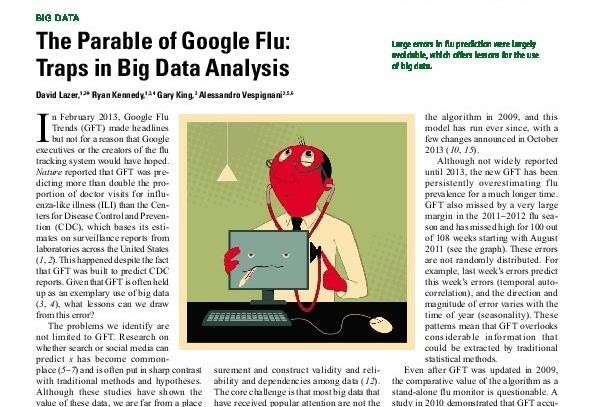 BIG DATA
The Parable of Google Flu:
Traps in Big Data Analysis
Large errors in flu prediction were largely
avoidable, which offers lessons for the use
of big data.
David Lazer,1,2* Ryan Kennedy,1,3,4 Gary King,3 Alessandro Vespignani3,5,6
In February 2013, Google Flu
Trends (GFT) made headlines
but not for a reason that Google
executives or the creators of the flu
tracking system would have hoped.
Nature reported that GFT was pre-
dicting more than double the pro-
portion of doctor visits for influ-
enza-like illness (ILI) than the Cen-
ters for Disease Control and Preven-
tion (CDC), which bases its esti-
mates on surveillance reports from
laboratories across the United States
(1, 2). This happened despite the fact
that GFT was built to predict CDC
reports. Given that GFT is often held
up as an exemplary use of big data
(3, 4), what lessons can we draw
from this error?
The problems we identify are
not limited to GFT. Research on
whether search or social media can
predict x has become common-
place (5–7) and is often put in sharp contrast
with traditional methods and hypotheses.
Although these studies have shown the
value of these data, we are far from a place
surement and construct validity and reli-
ability and dependencies among data (12).
The core challenge is that most big data that
have received popular attention are not the
the algorithm in 2009, and this
model has run ever since, with a
few changes announced in October
2013 (10, 15).
Although not widely reported
until 2013, the new GFT has been
persistently overestimating flu
prevalence for a much longer time.
GFT also missed by a very large
margin in the 2011–2012 flu sea-
son and has missed high for 100 out
of 108 weeks starting with August
2011 (see the graph). These errors
are not randomly distributed. For
example, last week's errors predict
this week's errors (temporal auto-
correlation), and the direction and
magnitude of error varies with the
time of year (seasonality). These
patterns mean that GFT overlooks
considerable information that
could be extracted by traditional
statistical methods.
Even after GFT was updated in 2009,
the comparative value of the algorithm as a
stand-alone flu monitor is questionable. A
study in 2010 demonstrated that GFT accu-